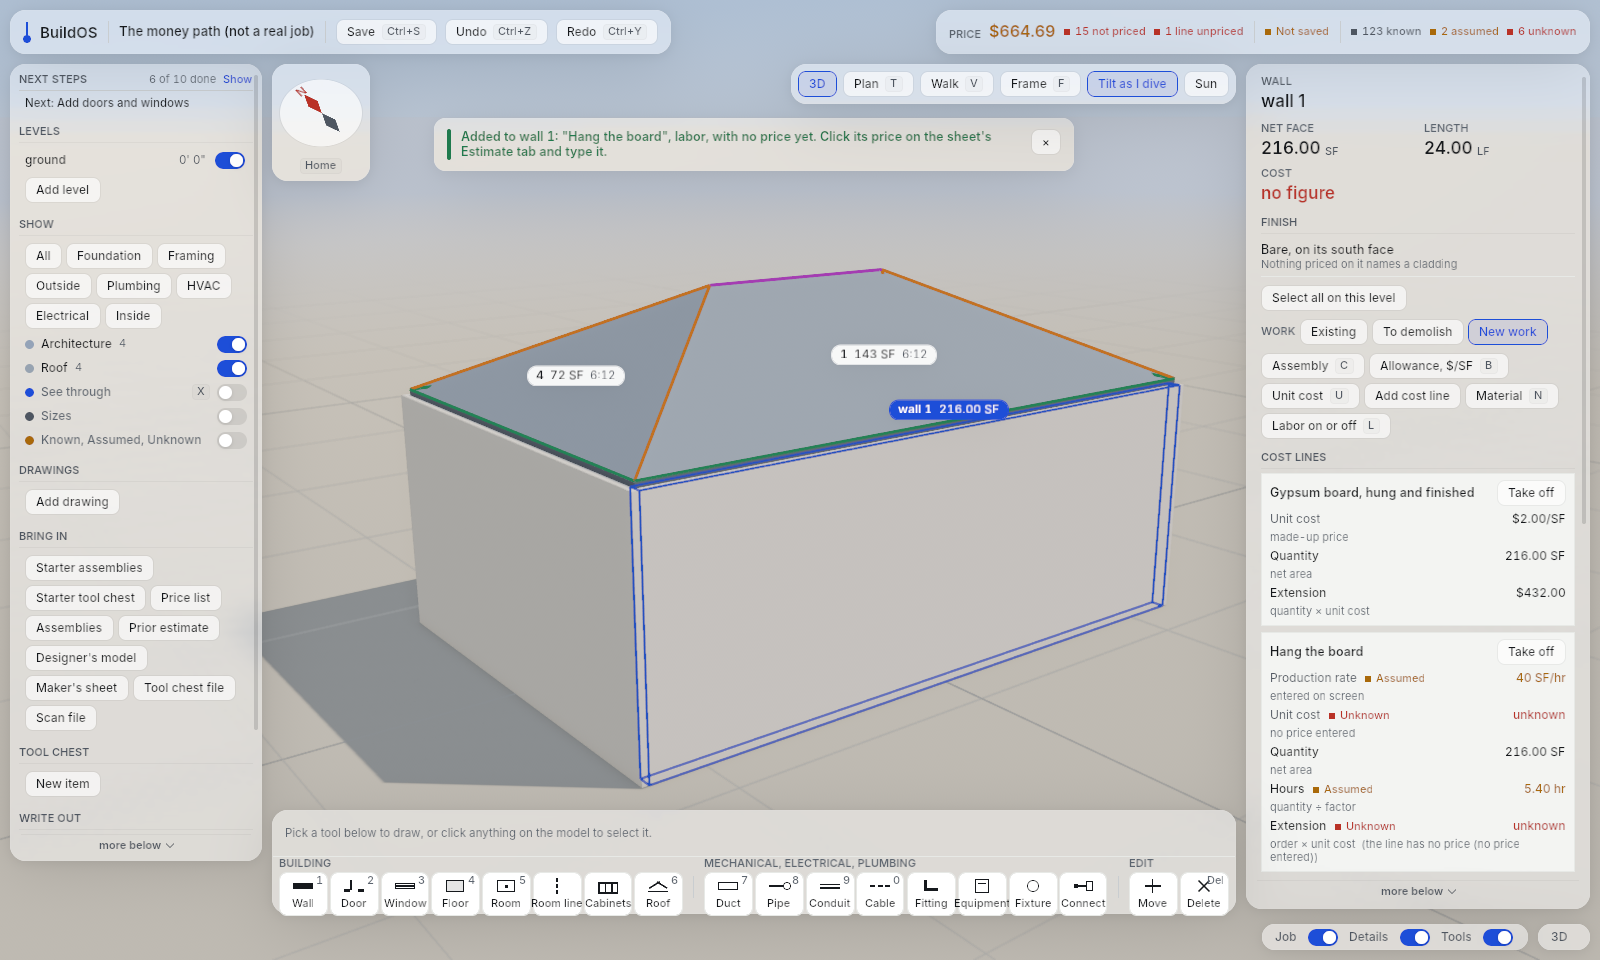 BuildOS
The money path (not a real job)
Save Ctrl+S
Undo Ctrl+Z
Redo Ctrl+Y
PRICE $664.69 15 not priced 1 line unpriced Not saved 123 known 2 assumed 6 unknown
NEXT STEPS 6 of 10 done Show
Next: Add doors and windows
LEVELS
ground 0' 0"
Add level
SHOW
All Foundation Framing
Outside Plumbing HVAC
Electrical Inside
Architecture 4
Roof 4
See through X
Sizes
Known, Assumed, Unknown
DRAWINGS
Add drawing
BRING IN
Starter assemblies
Starter tool chest Price list
Assemblies Prior estimate
Designer's model
Maker's sheet Tool chest file
Scan file
TOOL CHEST
New item
WRITE OUT
more below
N
Home
3D Plan T Walk V Frame F Tilt as I dive Sun
Added to wall 1: "Hang the board", labor, with no price yet. Click its price on the sheet's
Estimate tab and type it.
×
4 72 SF 6:12
1 143 SF 6:12
wall 1 216.00 SF
Pick a tool below to draw, or click anything on the model to select it.
BUILDING
1 Wall
2 Door
3 Window
4 Floor
5 Room
Room line
Cabinets
6 Roof
MECHANICAL, ELECTRICAL, PLUMBING
7 Duct
8 Pipe
9 Conduit
0 Cable
Fitting
Equipment
Fixture
Connect
EDIT
Move
Del Delete
WALL
wall 1
NET FACE LENGTH
216.00 SF 24.00 LF
COST
no figure
FINISH
Bare, on its south face
Nothing priced on it names a cladding
Select all on this level
WORK Existing To demolish New work
Assembly C Allowance, $/SF B
Unit cost U Add cost line Material N
Labor on or off L
COST LINES
Gypsum board, hung and finished Take off
Unit cost $2.00/SF
made-up price
Quantity 216.00 SF
net area
Extension $432.00
quantity × unit cost
Hang the board Take off
Production rate Assumed 40 SF/hr
entered on screen
Unit cost Unknown unknown
no price entered
Quantity 216.00 SF
net area
Hours Assumed 5.40 hr
quantity ÷ factor
Extension Unknown unknown
order × unit cost (the line has no price (no price
entered))
more below
Job Details Tools 3D